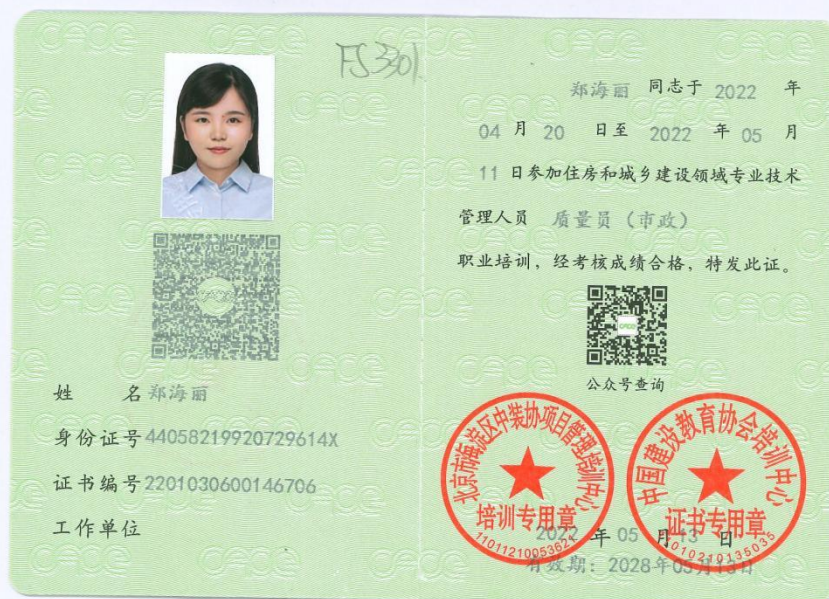 FS3301
姓 名 郑海丽
身份证号 44058219920729614X
证书编号 2201030600146706
工作单位
郑海丽 同志于 2022 年
04 月 20 日至 2022 年 05 月
11 日参加住房和城乡建设领域专业技术
管理人员 质量员（市政）
职业培训，经考核成绩合格，特发此证。
公众号查询
北京市海淀区中装协项目管理培训中心
培训专用章
11011210053621
中国建设教育协会培训中心
证书专用章
11010210135035
2022 年 05 月 13 日
有效期：2028年05月13日